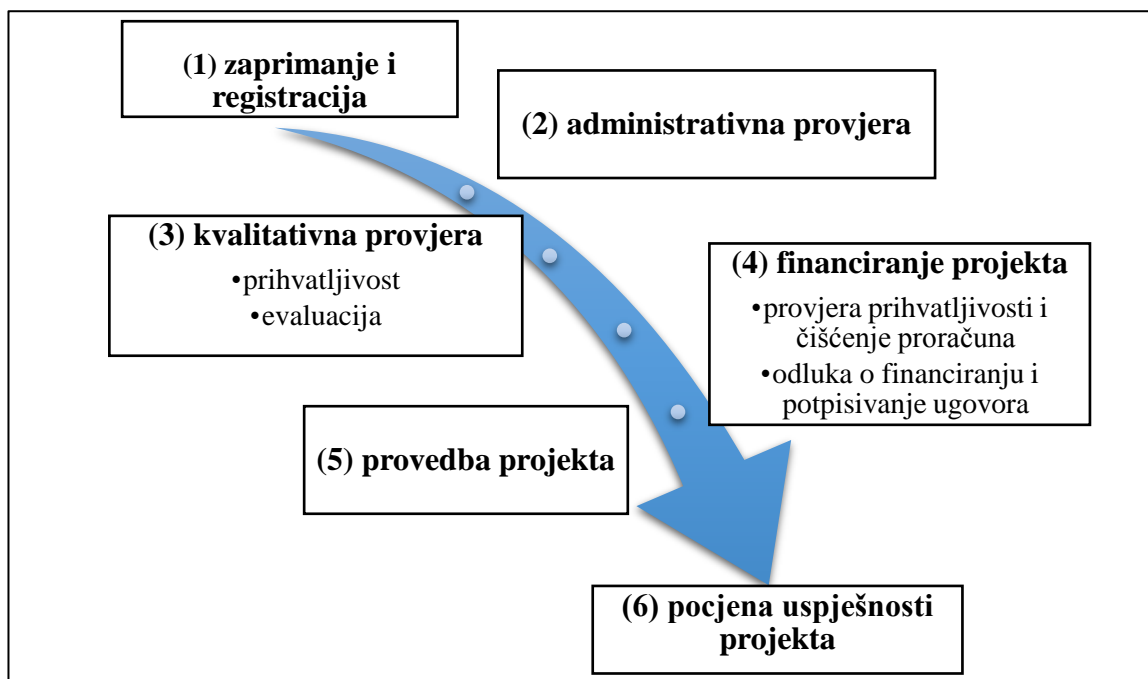 (1) zaprimanje i
registracija
(2) administrativna provjera
(3) kvalitativna provjera
•prihvatljivost
•evaluacija
(4) financiranje projekta
•provjera prihvatljivosti i
čišćenje proračuna
•odluka o financiranju i
potpisivanje ugovora
(5) provedba projekta
(6) pocjena uspješnosti
projekta